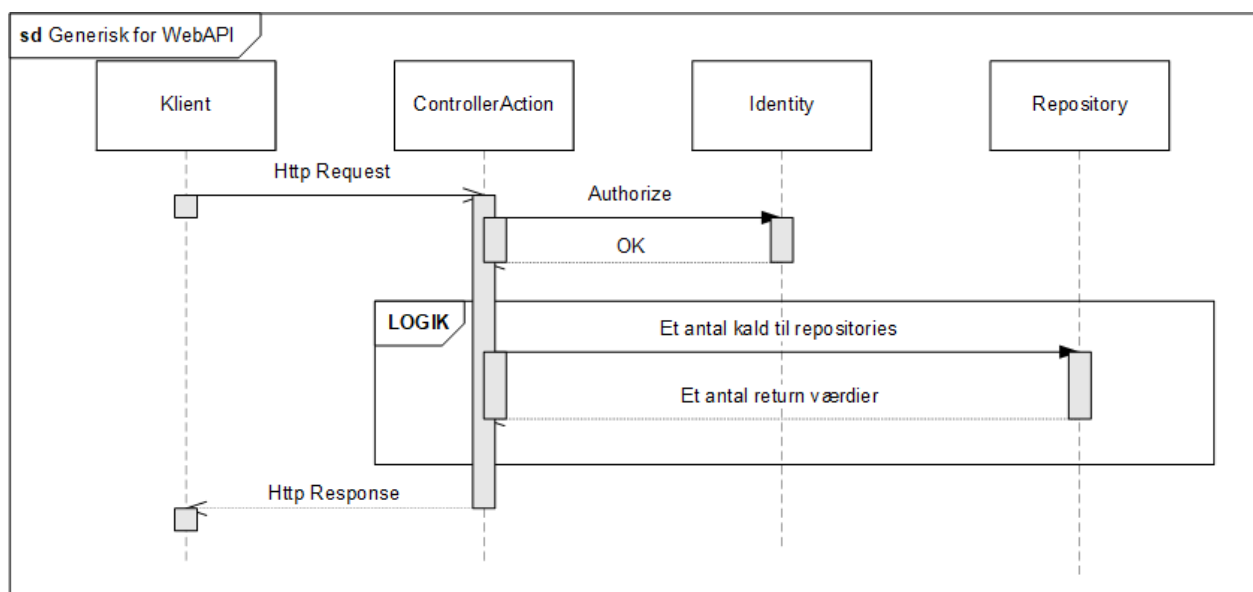 sd Generisk for WebAPI
Klient
ControllerAction
Identity
Repository
Http Request
Authorize
OK
LOGIK
Et antal kald til repositories
Et antal return værdier
Http Response